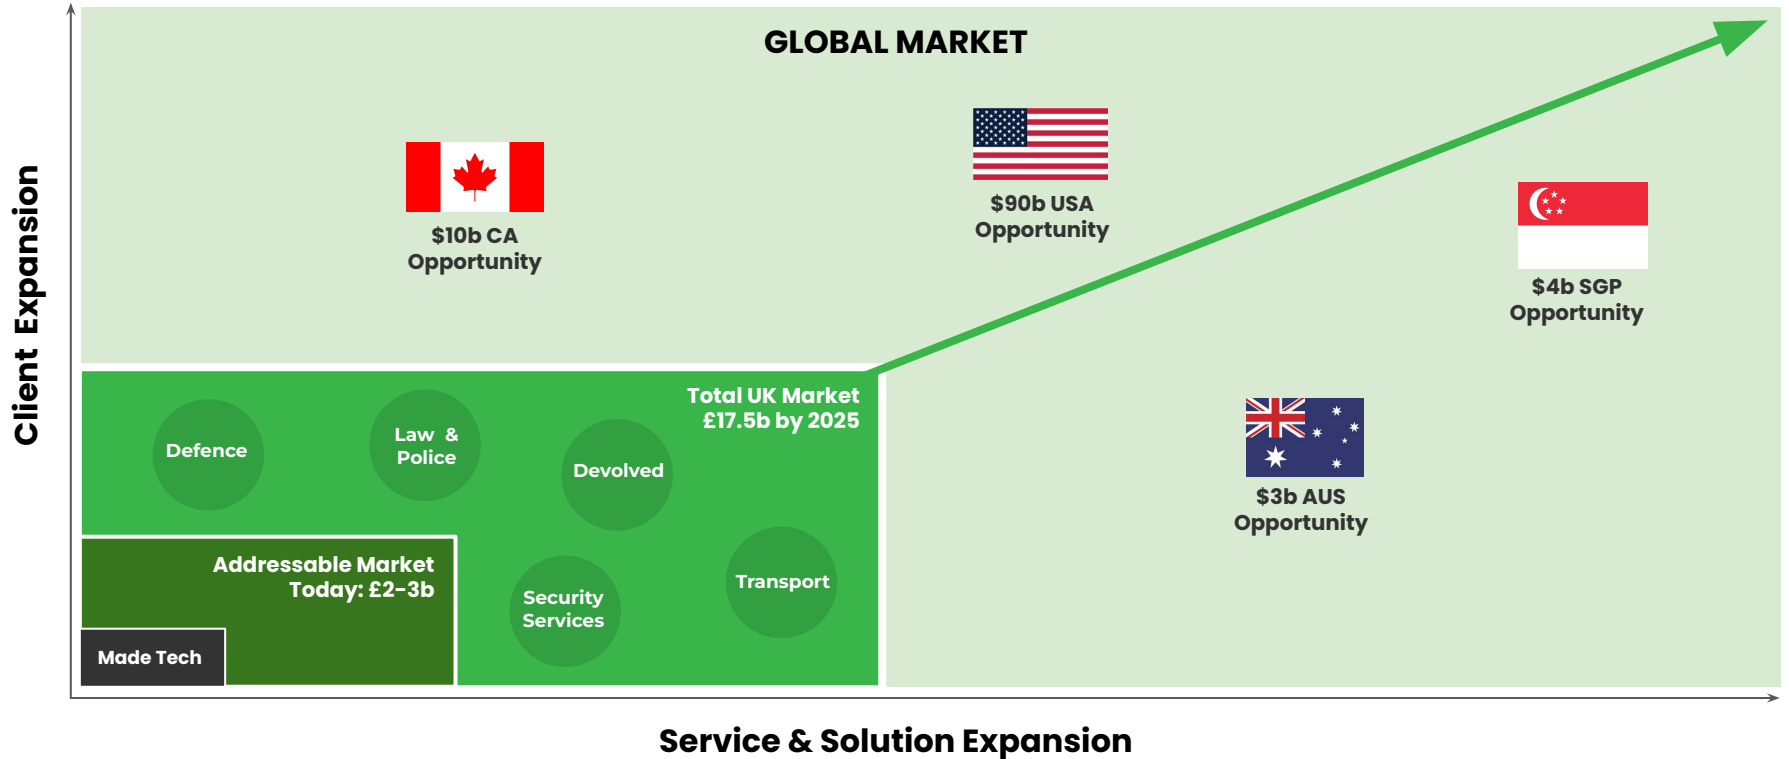 GLOBAL MARKET
$10b CA
Opportunity
$90b USA
Opportunity
$4b SGP
Opportunity
$3b AUS
Opportunity
Total UK Market
£17.5b by 2025
Defence
Law & 
Police
Devolved
Security
Services
Transport
Addressable Market
Today: £2-3b
Made Tech
Client Expansion
Service & Solution Expansion